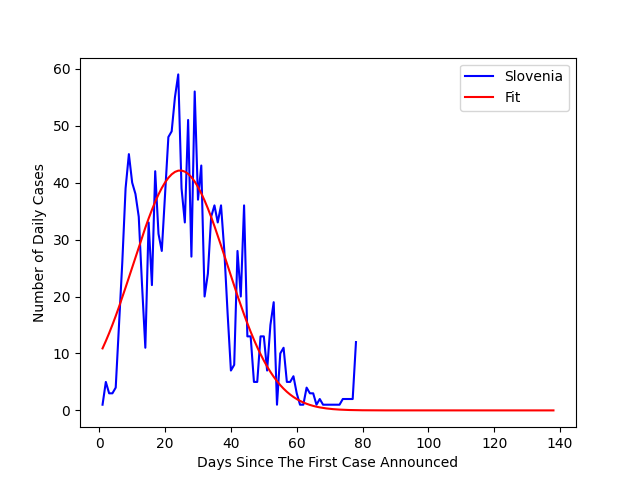 Slovenia
Fit
60
50
40
30
20
10
0
Number of Daily Cases
0 20 40 60 80 100 120 140
Days Since The First Case Announced